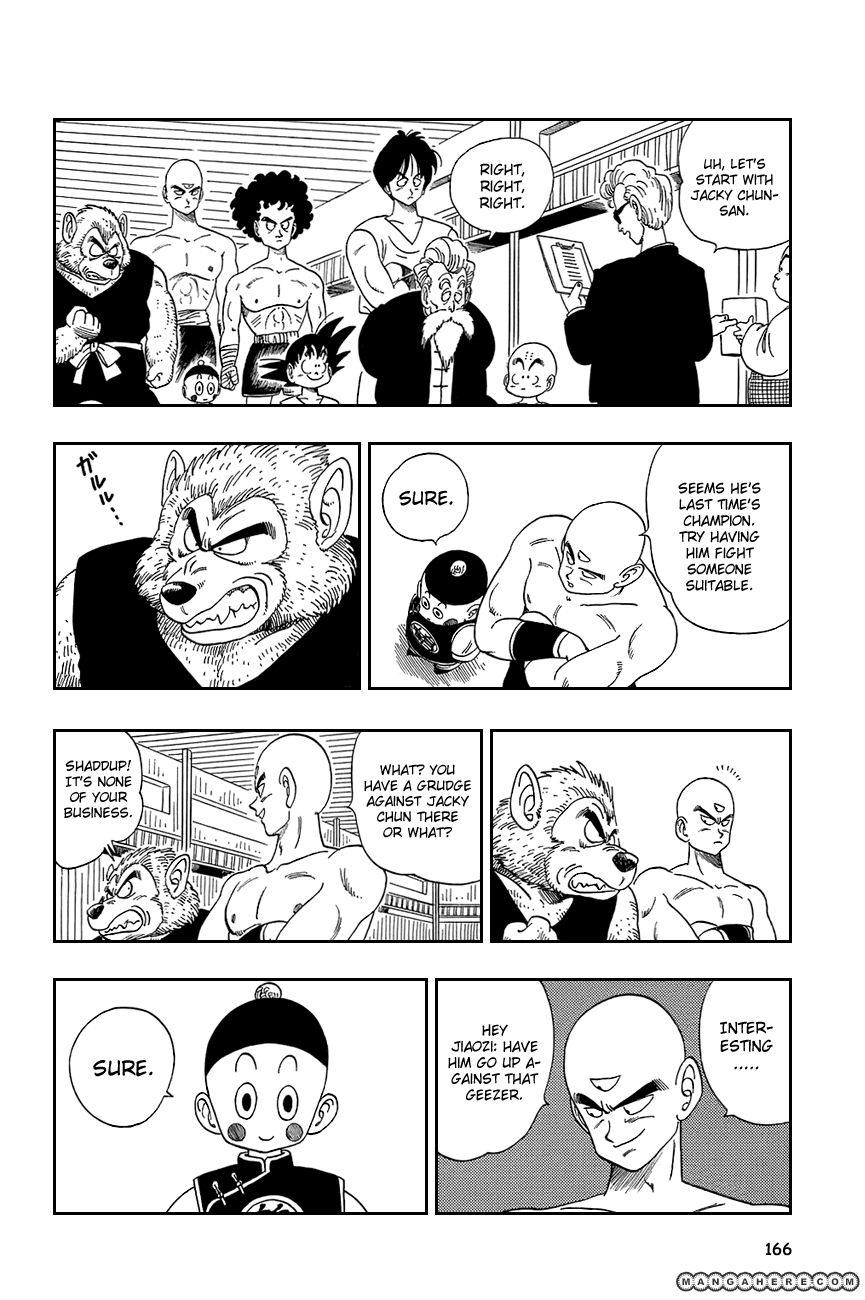 UH, LET'S
START WITH
JACKY CHUN-
SAN.
RIGHT,
RIGHT,
RIGHT.
SEEMS HE'S
LAST TIME'S
CHAMPION.
TRY HAVING
HIM FIGHT
SOMEONE
SUITABLE.
SURE.
ガルル...
WHAT? YOU
HAVE A GRUDGE
AGAINST JACKY
CHUN THERE
OR WHAT?
SHADDUP!
IT'S NONE
OF YOUR
BUSINESS.
INTER-
ESTING
.....
HEY
JIAOZI: HAVE
HIM GO UP A-
GAINST THAT
GEEZER.
SURE.
166
MANGAHERE.COM